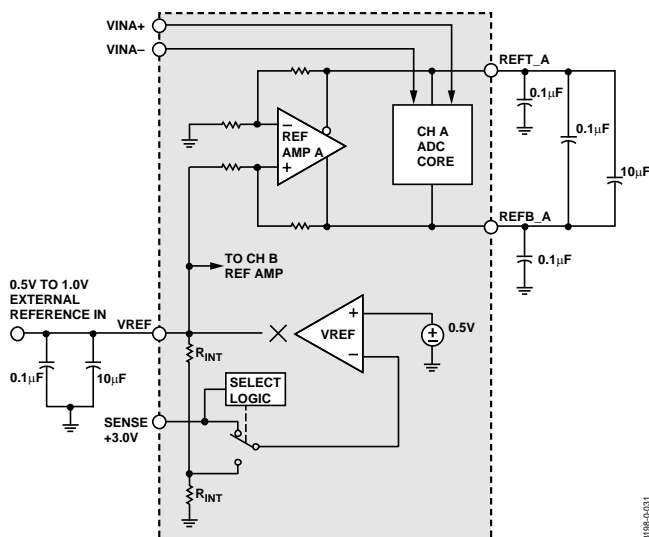 VINA+
VINA–
REFT_A
0.1µF
0.1µF
10µF
–
REF
AMP A
+
CH A
ADC
CORE
REFB_A
0.1µF
TO CH B
REF AMP
0.5V TO 1.0V
EXTERNAL
REFERENCE IN
VREF
+
VREF
–
0.5V
+
–
RINT
0.1µF
10µF
SELECT
LOGIC
SENSE
+3.0V
RINT